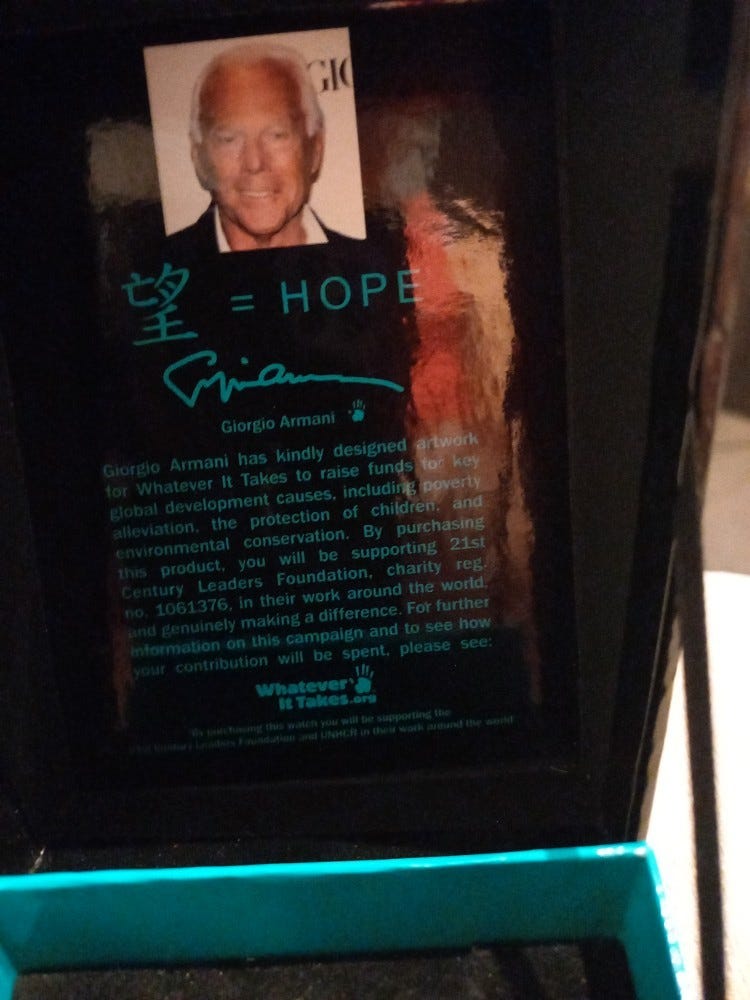 GIO
望 = HOPE
Giorgio Armani
Giorgio Armani has kindly designed artwork
for Whatever It Takes to raise funds for key
global development causes, including poverty
alleviation, the protection of children, and
environmental conservation. By purchasing
this product, you will be supporting 21st
Century Leaders Foundation, charity reg.
no. 1061376, in their work around the world,
and genuinely making a difference. For further
information on this campaign and to see how
your contribution will be spent, please see:
Whatever
It Takes.org
By purchasing this watch you will be supporting the
21st Century Leaders Foundation and UNHCR in their work around the world